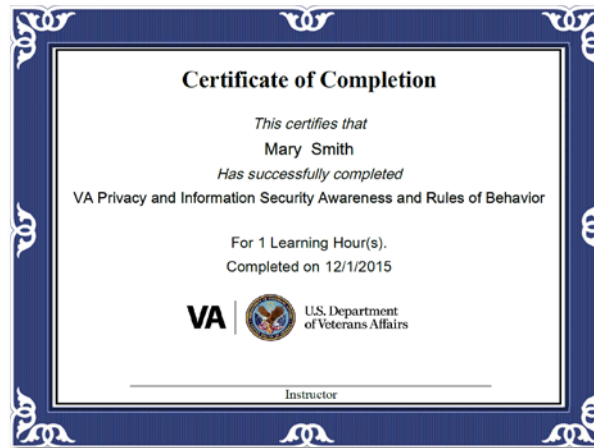 Certificate of Completion
This certifies that
Mary Smith
Has successfully completed
VA Privacy and Information Security Awareness and Rules of Behavior
For 1 Learning Hour(s).
Completed on 12/1/2015
VA
U.S. Department
of Veterans Affairs
Instructor